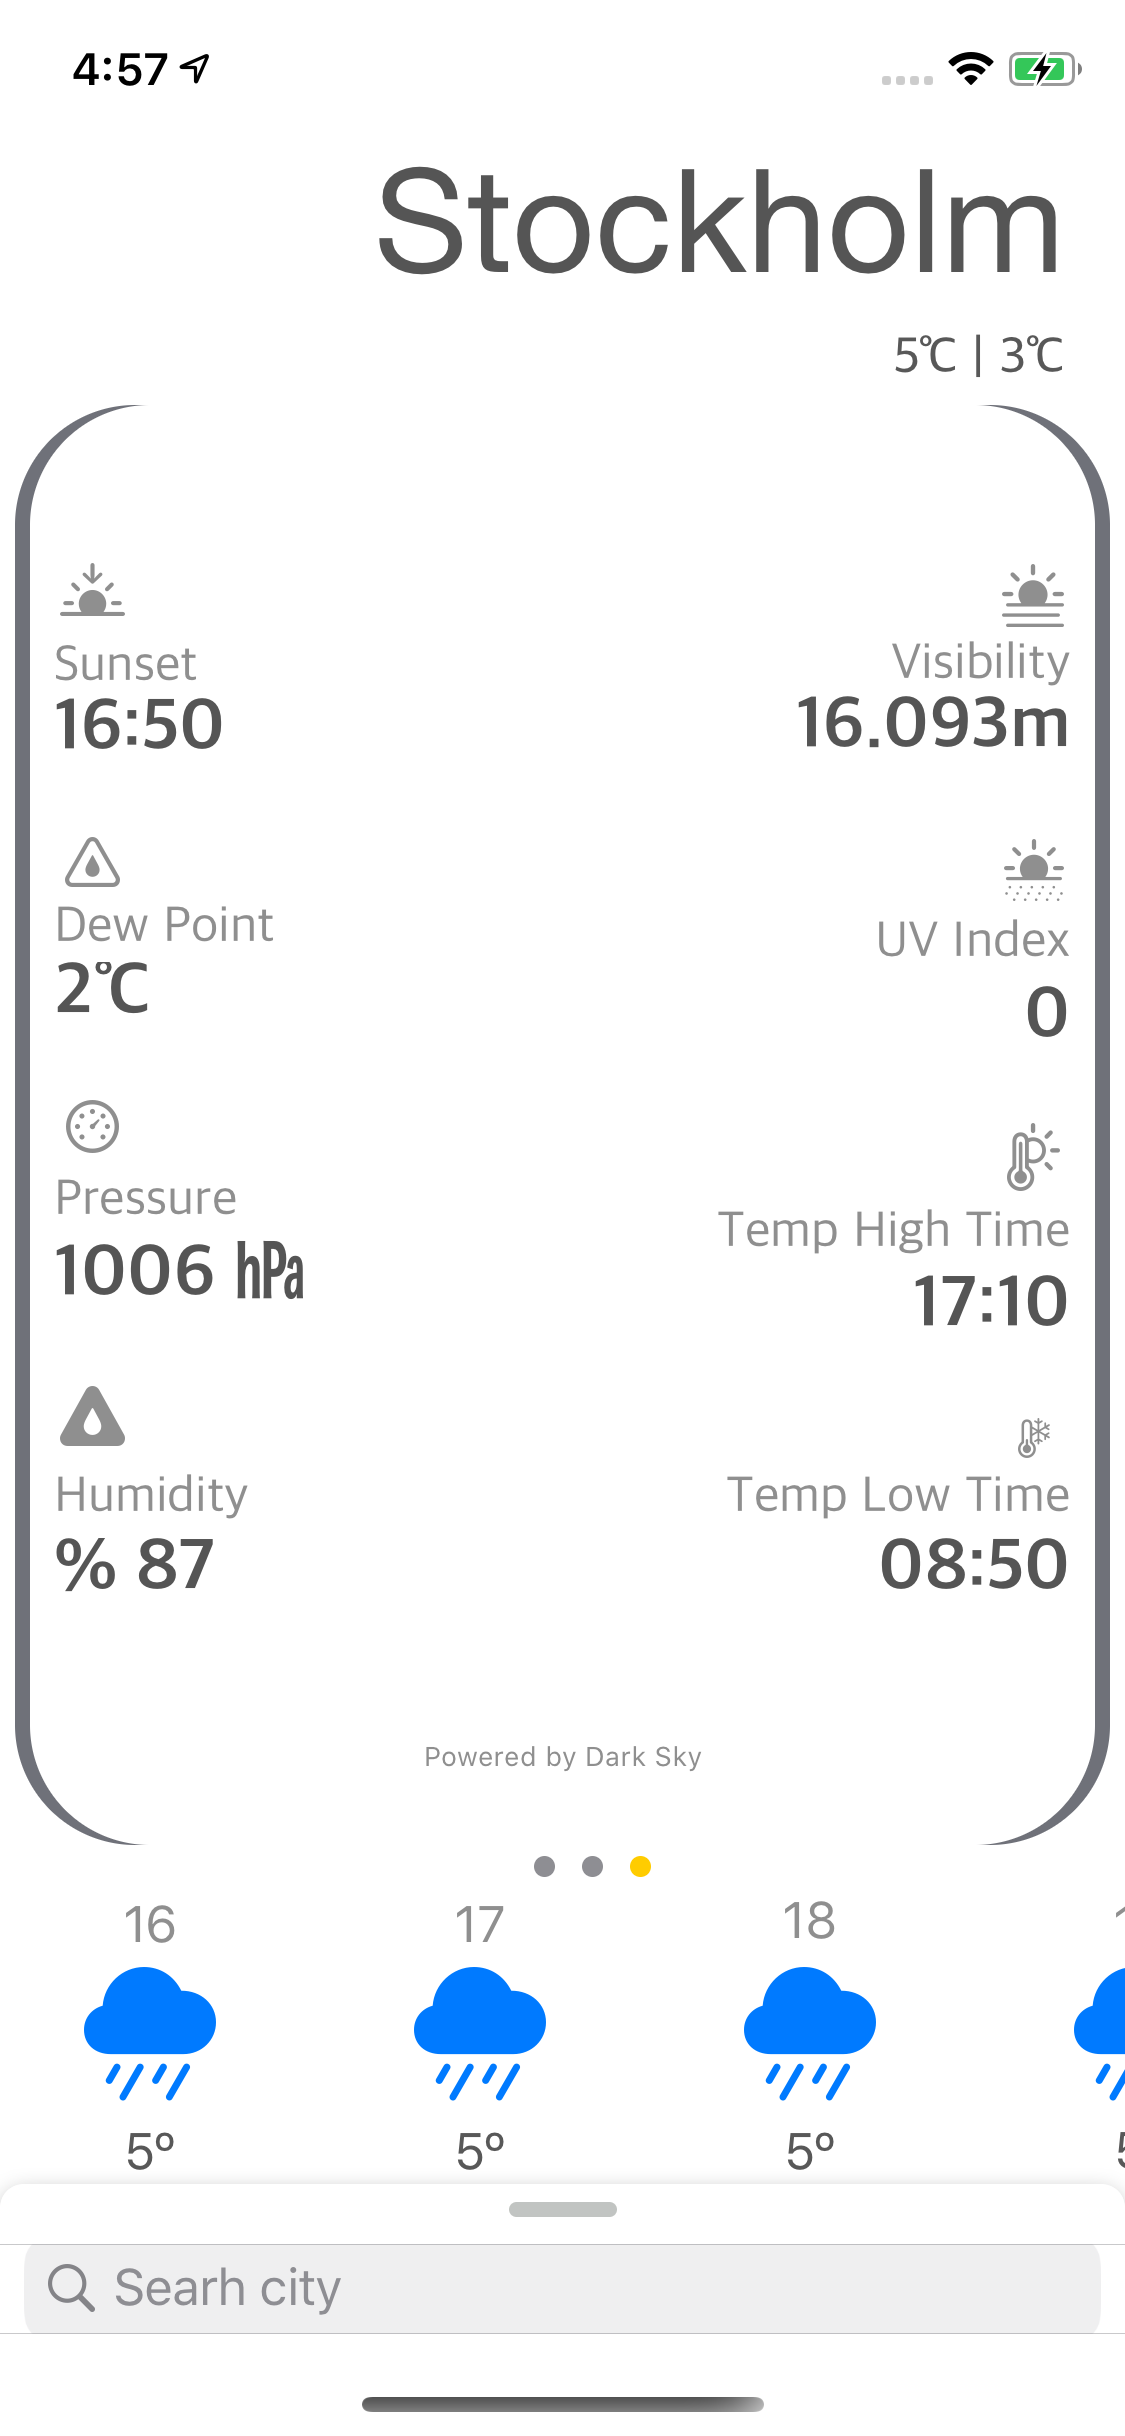 4:57
Stockholm
5°C | 3°C
Sunset
16:50
Visibility
16.093m
Dew Point
2°C
UV Index
0
Pressure
1006 hPa
Temp High Time
17:10
Humidity
% 87
Temp Low Time
08:50
Powered by Dark Sky
16 17 18
5° 5° 5°
Searh city